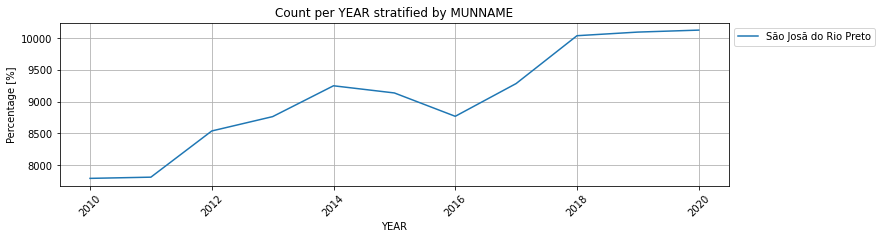 Count per YEAR stratified by MUNNAME
São Josã do Rio Preto
Percentage [%]
10000
9500
9000
8500
8000
2010
2012
2014
2016
2018
2020
YEAR